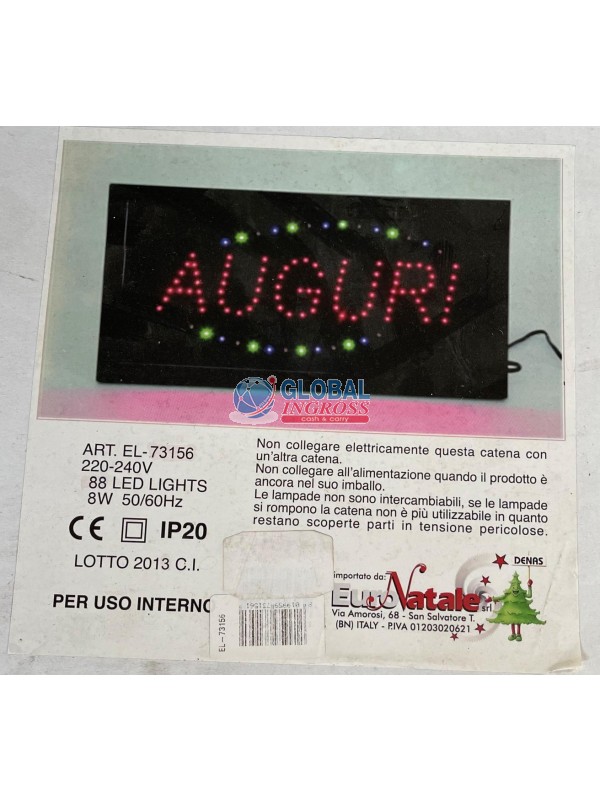 AUGURI
GLOBAL
INGROSS
cash & carry
ART. EL-73156
220-240V
88 LED LIGHTS
8W 50/60Hz
CE IP20
LOTTO 2013 C.I.
PER USO INTERNO
Non collegare elettricamente questa catena con
un'altra catena.
Non collegare all'alimentazione quando il prodotto è
ancora nel suo imballo.
Le lampade non sono intercambiabili, se le lampade
si rompono la catena non è più utilizzabile in quanto
restano scoperte parti in tensione pericolose.
EL-73156
importato da:
DENAS
EuroNatale srl
Via Amorosi, 68 - San Salvatore T.
(BN) ITALY - P.IVA 01203020621